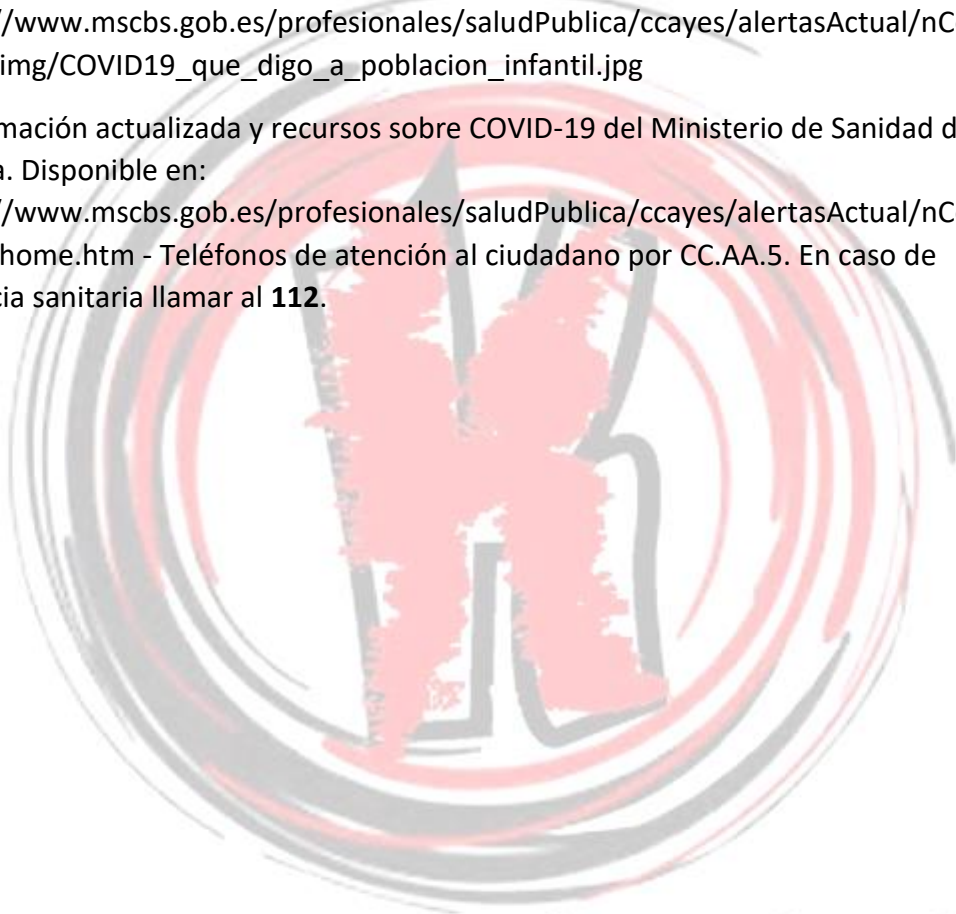 //www.mscbs.gob.es/profesionales/saludPublica/ccayes/alertasActual/nC
img/COVID19_que_digo_a_poblacion_infantil.jpg
mación actualizada y recursos sobre COVID-19 del Ministerio de Sanidad d
a. Disponible en:
//www.mscbs.gob.es/profesionales/saludPublica/ccayes/alertasActual/nC
home.htm - Teléfonos de atención al ciudadano por CC.AA.5. En caso de
cia sanitaria llamar al 112.
K